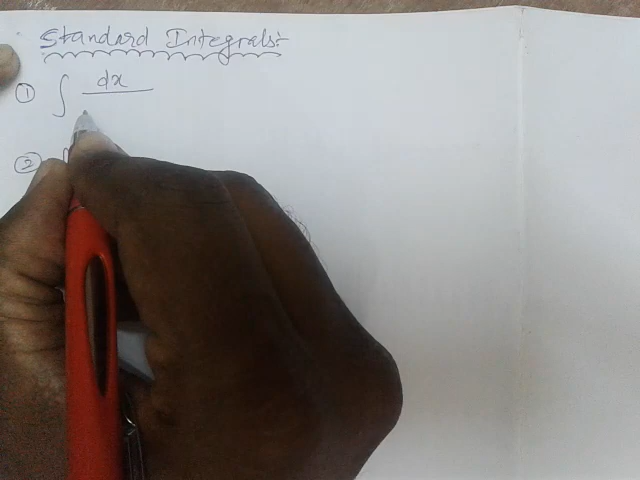 Standard Integrals:-
① ∫ dx
②